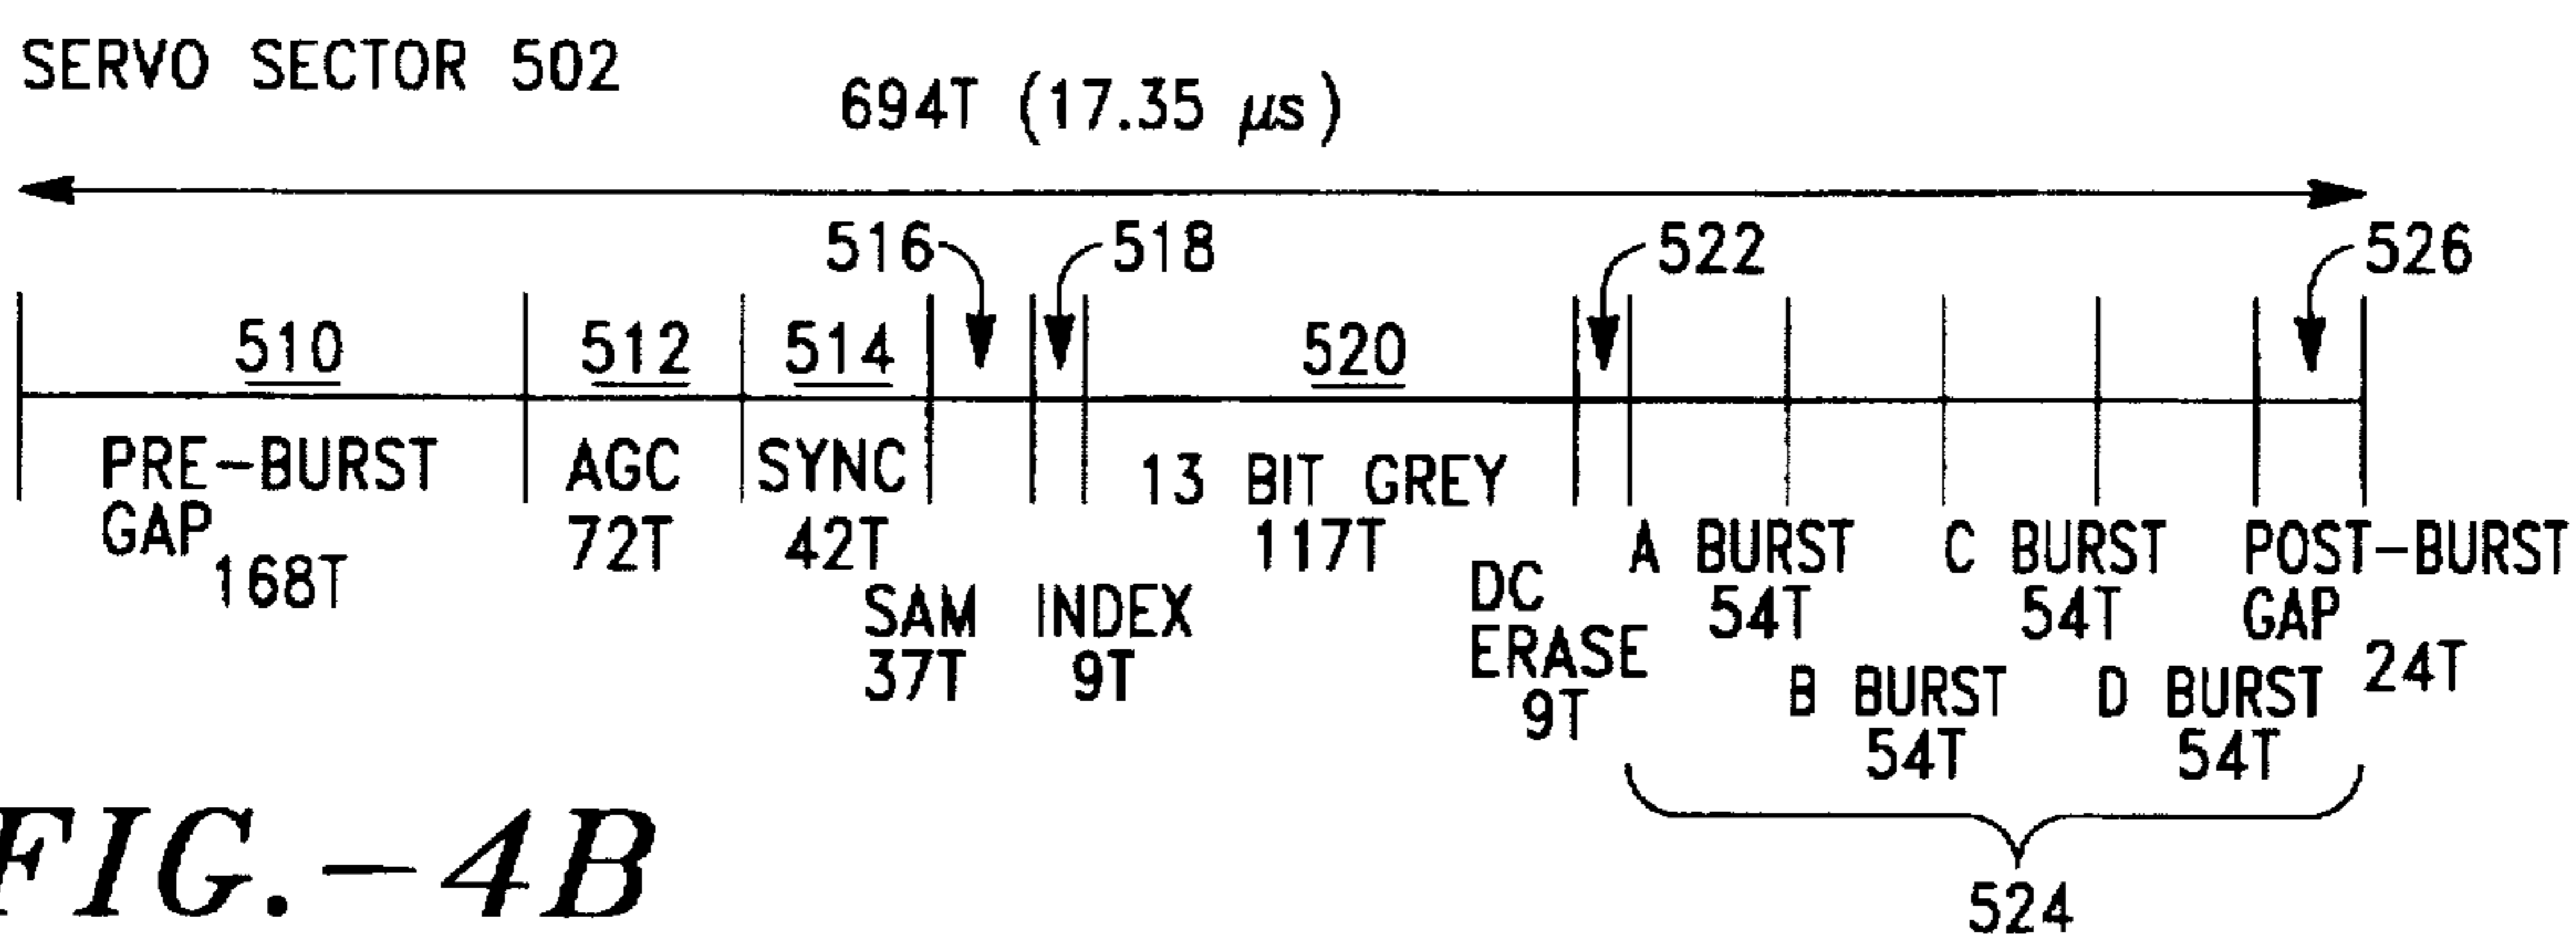 SERVO SECTOR 502
694T (17.35 µs)
516
518
522
526
510
512
514
520
PRE-BURST
GAP
168T
AGC
72T
SYNC
42T
SAM
37T
INDEX
9T
13 BIT GREY
117T
DC
ERASE
9T
A BURST
54T
B BURST
54T
C BURST
54T
D BURST
54T
POST-BURST
GAP
24T
524
FIG.-4B